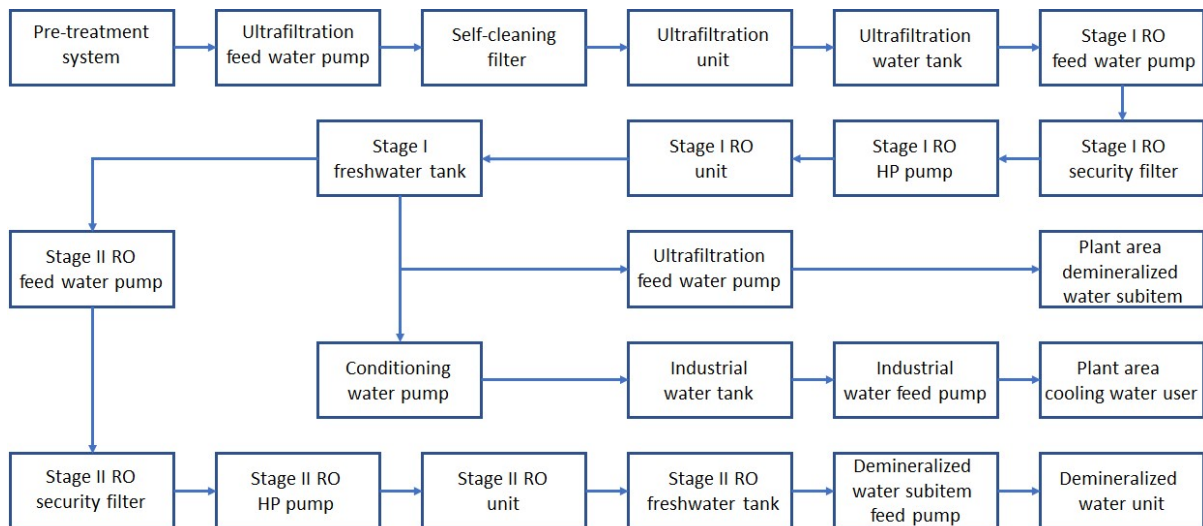 Pre-treatment
system
Ultrafiltration
feed water pump
Self-cleaning
filter
Ultrafiltration
unit
Ultrafiltration
water tank
Stage I RO
feed water pump
Stage I
freshwater tank
Stage I RO
unit
Stage I RO
HP pump
Stage I RO
security filter
Stage II RO
feed water pump
Ultrafiltration
feed water pump
Plant area
demineralized
water subitem
Conditioning
water pump
Industrial
water tank
Industrial
water feed pump
Plant area
cooling water user
Stage II RO
security filter
Stage II RO
HP pump
Stage II RO
unit
Stage II RO
freshwater tank
Demineralized
water subitem
feed pump
Demineralized
water unit